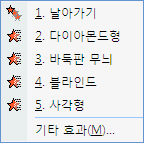 1. 날아가기
2. 다이아몬드형
3. 바둑판 무늬
4. 블라인드
5. 사각형
기타 효과(M)...